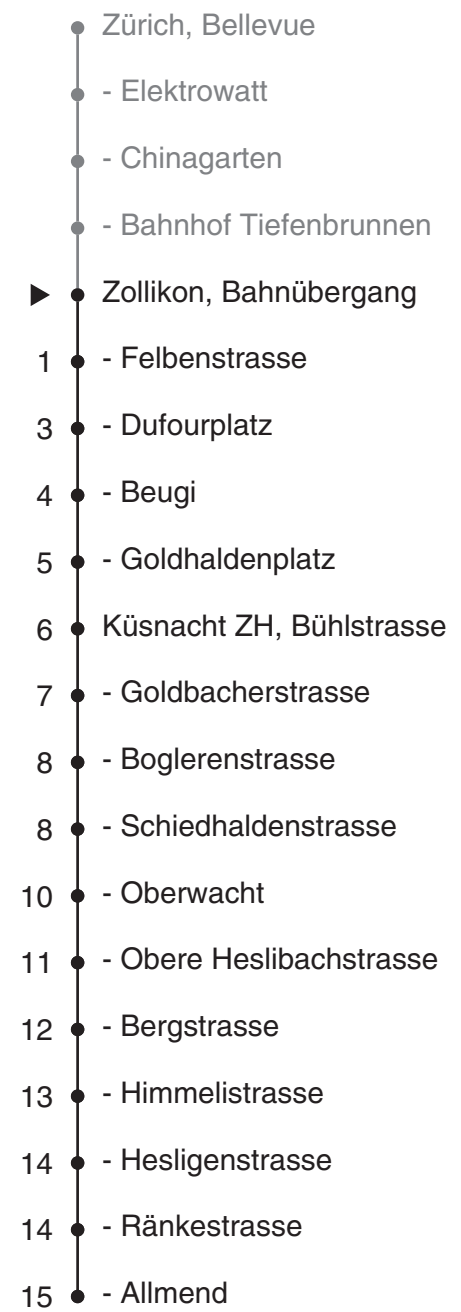 Zürich, Bellevue
- Elektrowatt
- Chinagarten
- Bahnhof Tiefenbrunnen
Zollikon, Bahnübergang
1 - Felbenstrasse
3 - Dufourplatz
4 - Beugi
5 - Goldhaldenplatz
6 Küsnacht ZH, Bühlstrasse
7 - Goldbacherstrasse
8 - Boglerenstrasse
8 - Schiedhaldenstrasse
10 - Oberwacht
11 - Obere Heslibachstrasse
12 - Bergstrasse
13 - Himmelistrasse
14 - Hesligenstrasse
14 - Ränkestrasse
15 - Allmend